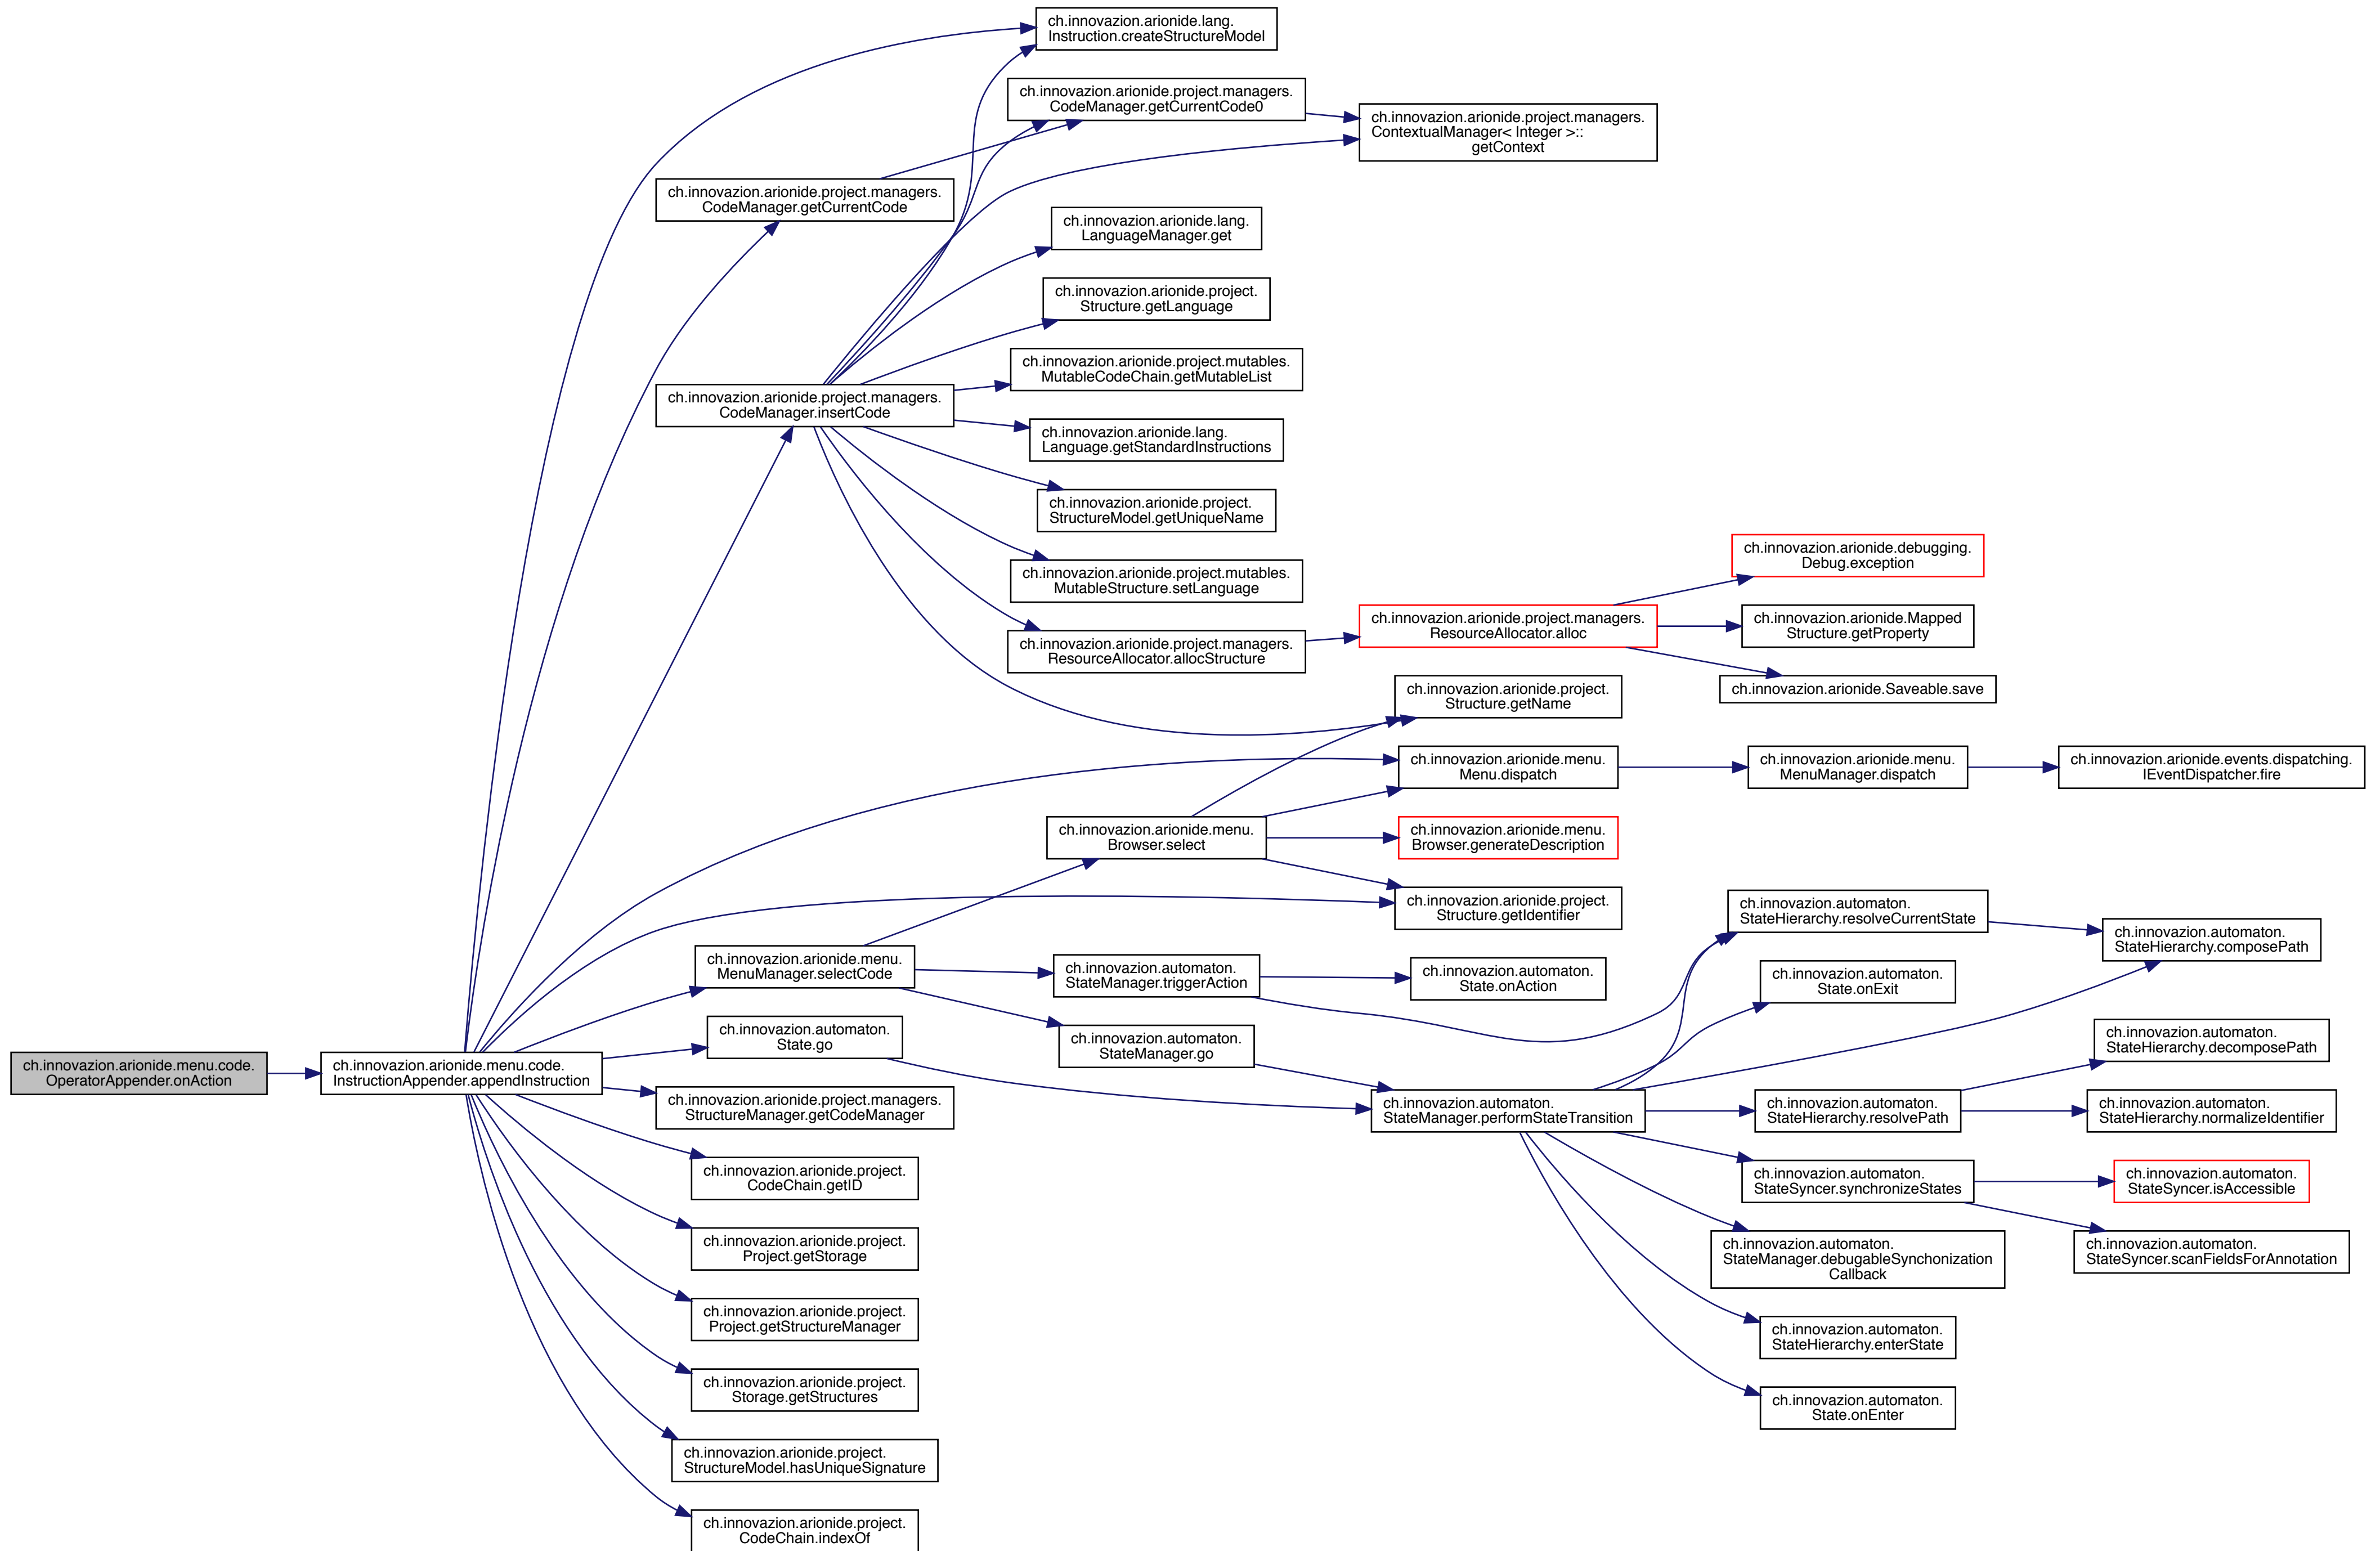 ch.innovazion.arionide.lang.
Instruction.createStructureModel
ch.innovazion.arionide.project.managers.
CodeManager.getCurrentCode0
ch.innovazion.arionide.project.managers.
ContextualManager< Integer >::
getContext
ch.innovazion.arionide.project.managers.
CodeManager.getCurrentCode
ch.innovazion.arionide.lang.
LanguageManager.get
ch.innovazion.arionide.project.
Structure.getLanguage
ch.innovazion.arionide.project.mutables.
MutableCodeChain.getMutableList
ch.innovazion.arionide.project.managers.
CodeManager.insertCode
ch.innovazion.arionide.lang.
Language.getStandardInstructions
ch.innovazion.arionide.project.
StructureModel.getUniqueName
ch.innovazion.arionide.project.mutables.
MutableStructure.setLanguage
ch.innovazion.arionide.debugging.
Debug.exception
ch.innovazion.arionide.project.managers.
ResourceAllocator.allocStructure
ch.innovazion.arionide.project.managers.
ResourceAllocator.alloc
ch.innovazion.arionide.Mapped
Structure.getProperty
ch.innovazion.arionide.Saveable.save
ch.innovazion.arionide.project.
Structure.getName
ch.innovazion.arionide.menu.
Menu.dispatch
ch.innovazion.arionide.menu.
MenuManager.dispatch
ch.innovazion.arionide.events.dispatching.
IEventDispatcher.fire
ch.innovazion.arionide.menu.
Browser.select
ch.innovazion.arionide.menu.
Browser.generateDescription
ch.innovazion.arionide.project.
Structure.getIdentifier
ch.innovazion.automaton.
StateHierarchy.resolveCurrentState
ch.innovazion.automaton.
StateHierarchy.composePath
ch.innovazion.arionide.menu.
MenuManager.selectCode
ch.innovazion.automaton.
StateManager.triggerAction
ch.innovazion.automaton.
State.onAction
ch.innovazion.automaton.
State.onExit
ch.innovazion.automaton.
State.go
ch.innovazion.automaton.
StateManager.go
ch.innovazion.automaton.
StateHierarchy.decomposePath
ch.innovazion.arionide.menu.code.
OperatorAppender.onAction
ch.innovazion.arionide.menu.code.
InstructionAppender.appendInstruction
ch.innovazion.arionide.project.managers.
StructureManager.getCodeManager
ch.innovazion.automaton.
StateManager.performStateTransition
ch.innovazion.automaton.
StateHierarchy.resolvePath
ch.innovazion.automaton.
StateHierarchy.normalizeIdentifier
ch.innovazion.arionide.project.
CodeChain.getID
ch.innovazion.automaton.
StateSyncer.synchronizeStates
ch.innovazion.automaton.
StateSyncer.isAccessible
ch.innovazion.arionide.project.
Project.getStorage
ch.innovazion.automaton.
StateManager.debugableSynchonization
Callback
ch.innovazion.automaton.
StateSyncer.scanFieldsForAnnotation
ch.innovazion.arionide.project.
Project.getStructureManager
ch.innovazion.automaton.
StateHierarchy.enterState
ch.innovazion.arionide.project.
Storage.getStructures
ch.innovazion.automaton.
State.onEnter
ch.innovazion.arionide.project.
StructureModel.hasUniqueSignature
ch.innovazion.arionide.project.
CodeChain.indexOf